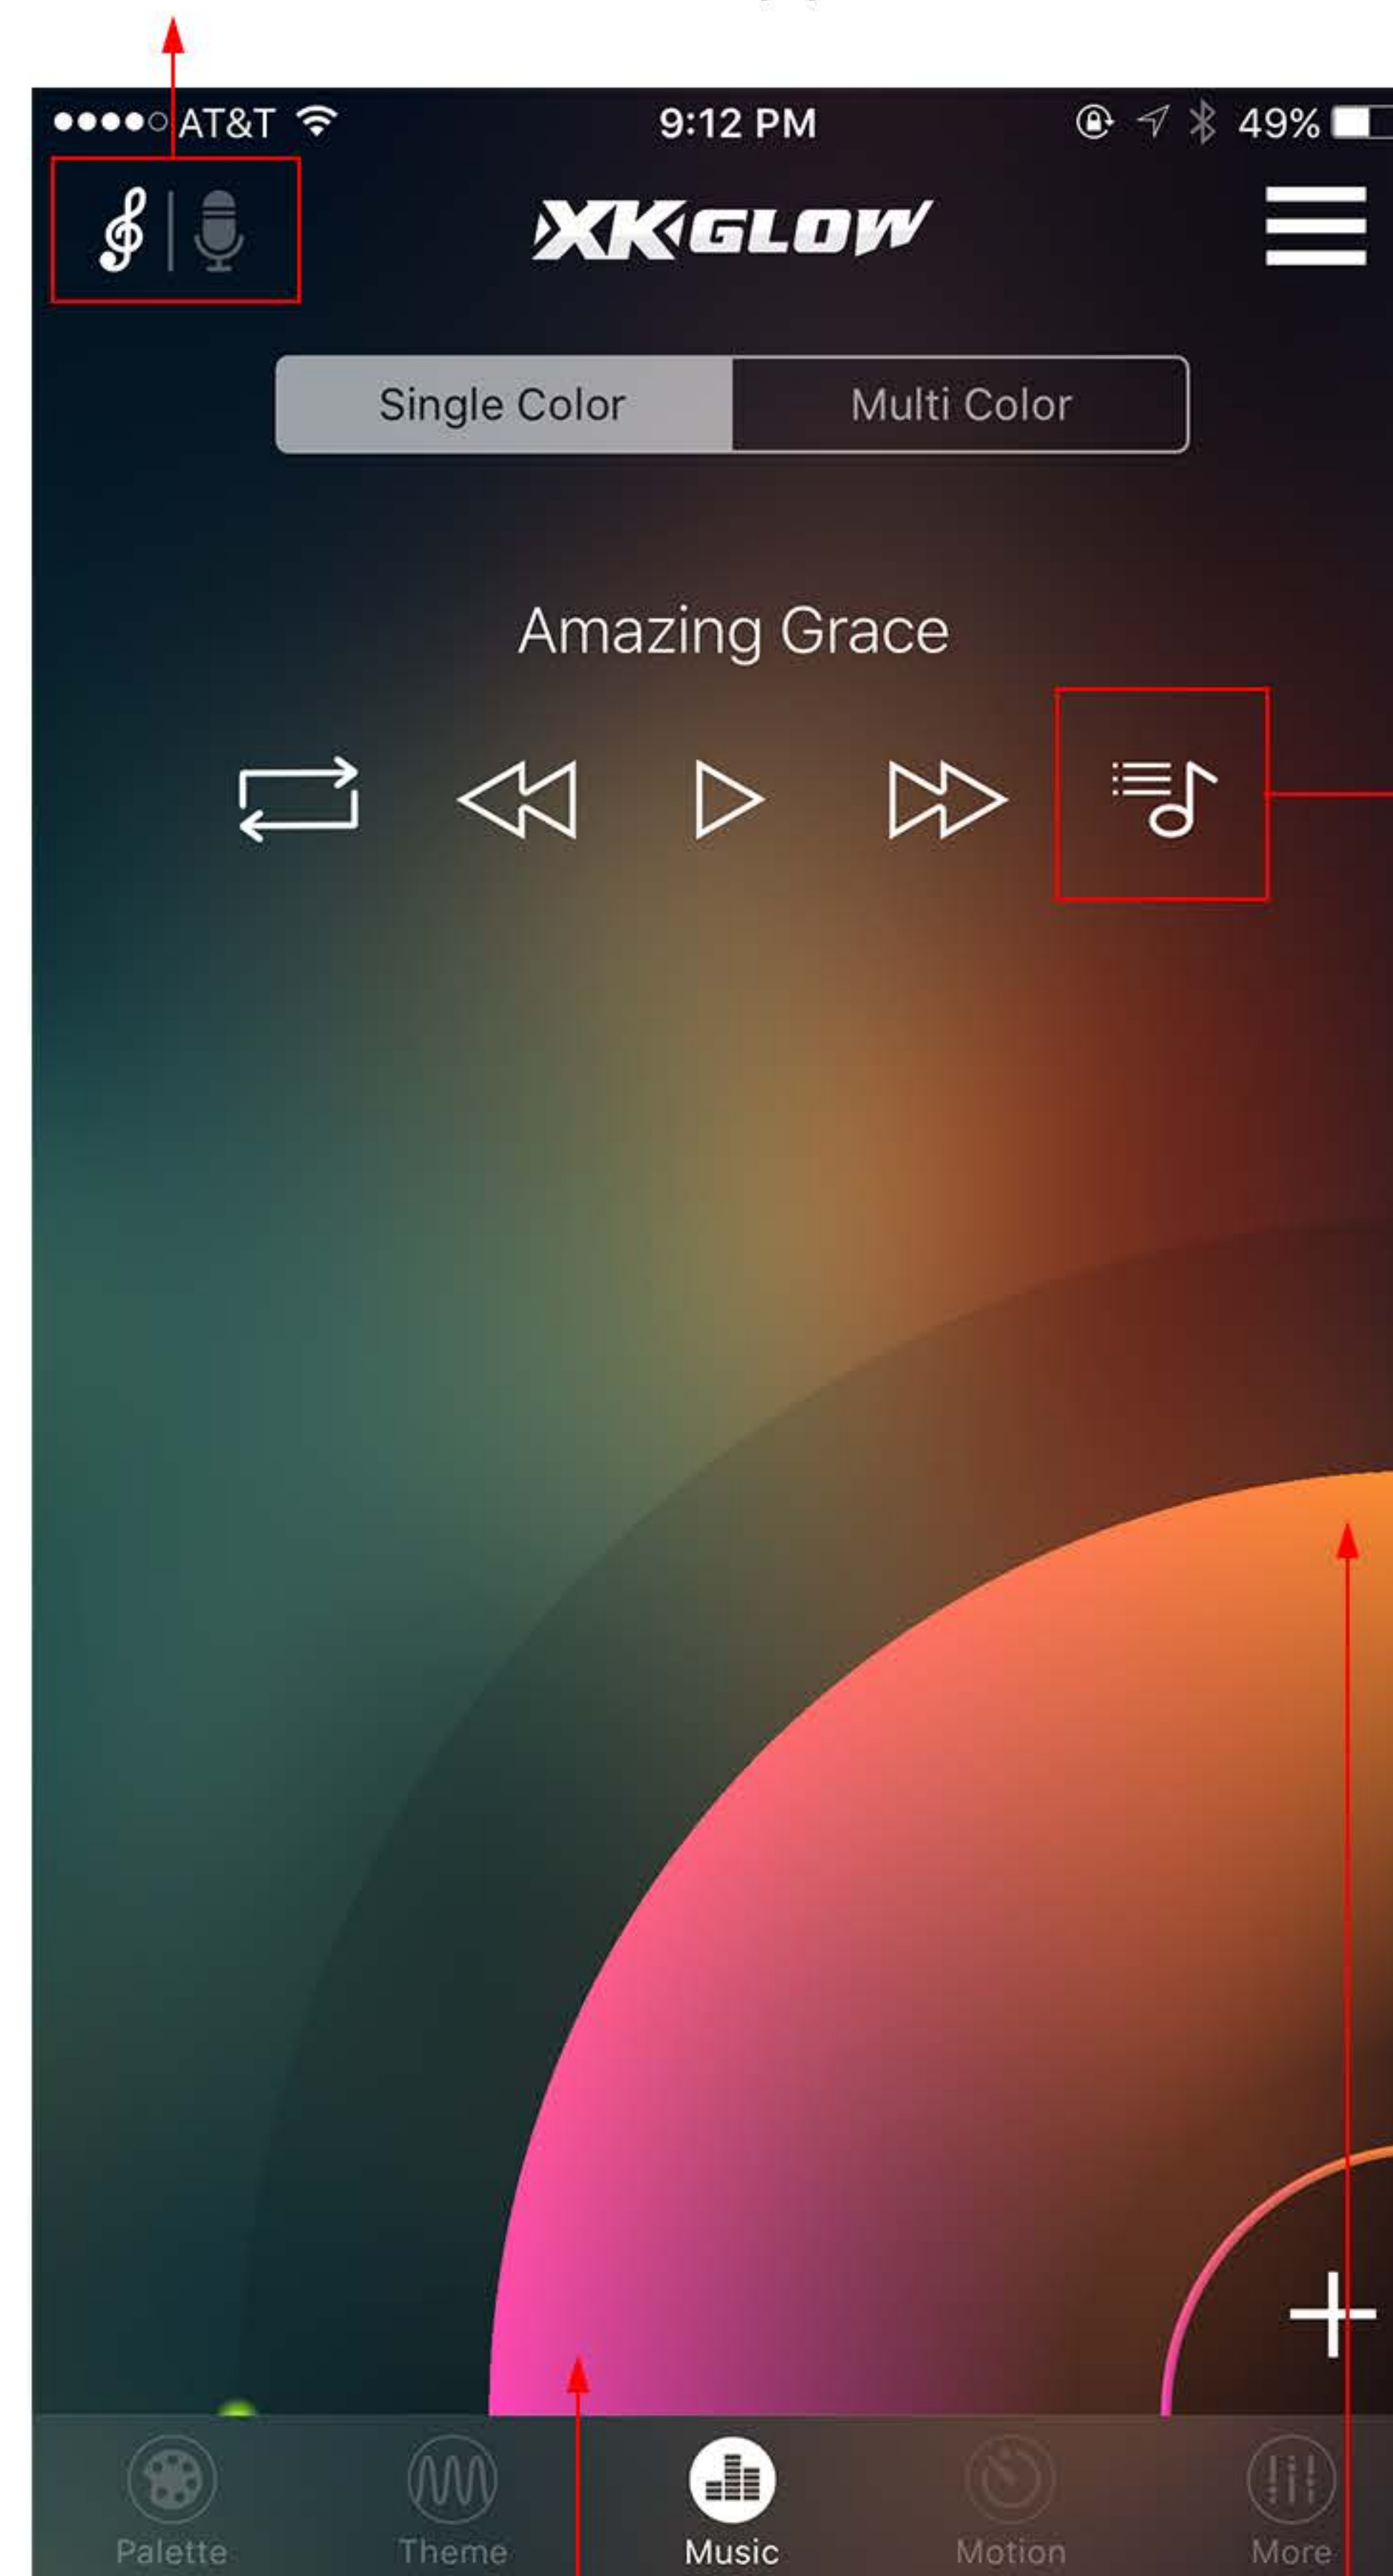 AT&T 9:12 PM 49%
XKGLOW
Single Color Multi Color
Amazing Grace
Palette Theme Music Motion More